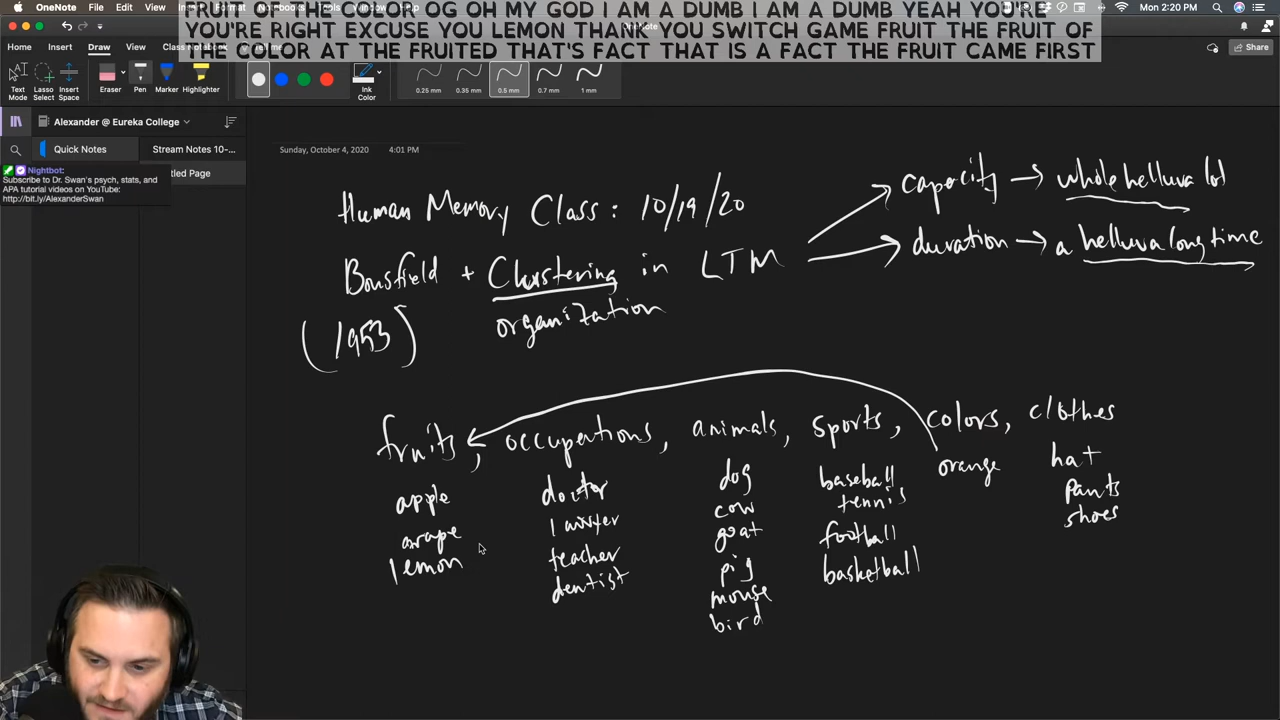 OneNote File Edit View Insert
Mon 2:20 PM
FRUIT OF THE COLOR OG OH MY GOD I AM A DUMB I AM A DUMB YEAH YOU'RE
YOU'RE RIGHT EXCUSE YOU LEMON THANK YOU SWITCH GAME FRUIT THE FRUIT OF
THE COLOR AT THE FRUITED THAT'S FACT THAT IS A FACT THE FRUIT CAME FIRST
Home Insert Draw View Class Notebook
Share
Text Mode
Lasso Select
Insert Space
Eraser
Pen
Marker
Highlighter
Ink Color
0.25 mm
0.35 mm
0.5 mm
0.7 mm
1 mm
Alexander @ Eureka College
Quick Notes
Stream Notes 10-...
Nightbot:
Subscribe to Dr. Swan's psych, stats, and
APA tutorial videos on YouTube:
http://bit.ly/AlexanderSwan
Page
Sunday, October 4, 2020 4:01 PM
Human Memory Class: 10/19/20
Bousfield + Clustering in LTM
(1953)
organization
capacity → whole helluva lot
duration → a helluva long time
fruits, occupations, animals, sports, colors, clothes
apple
grape
lemon
doctor
lawyer
teacher
dentist
dog
cow
goat
pig
mouse
bird
baseball
tennis
football
basketball
orange
hat
pants
shoes